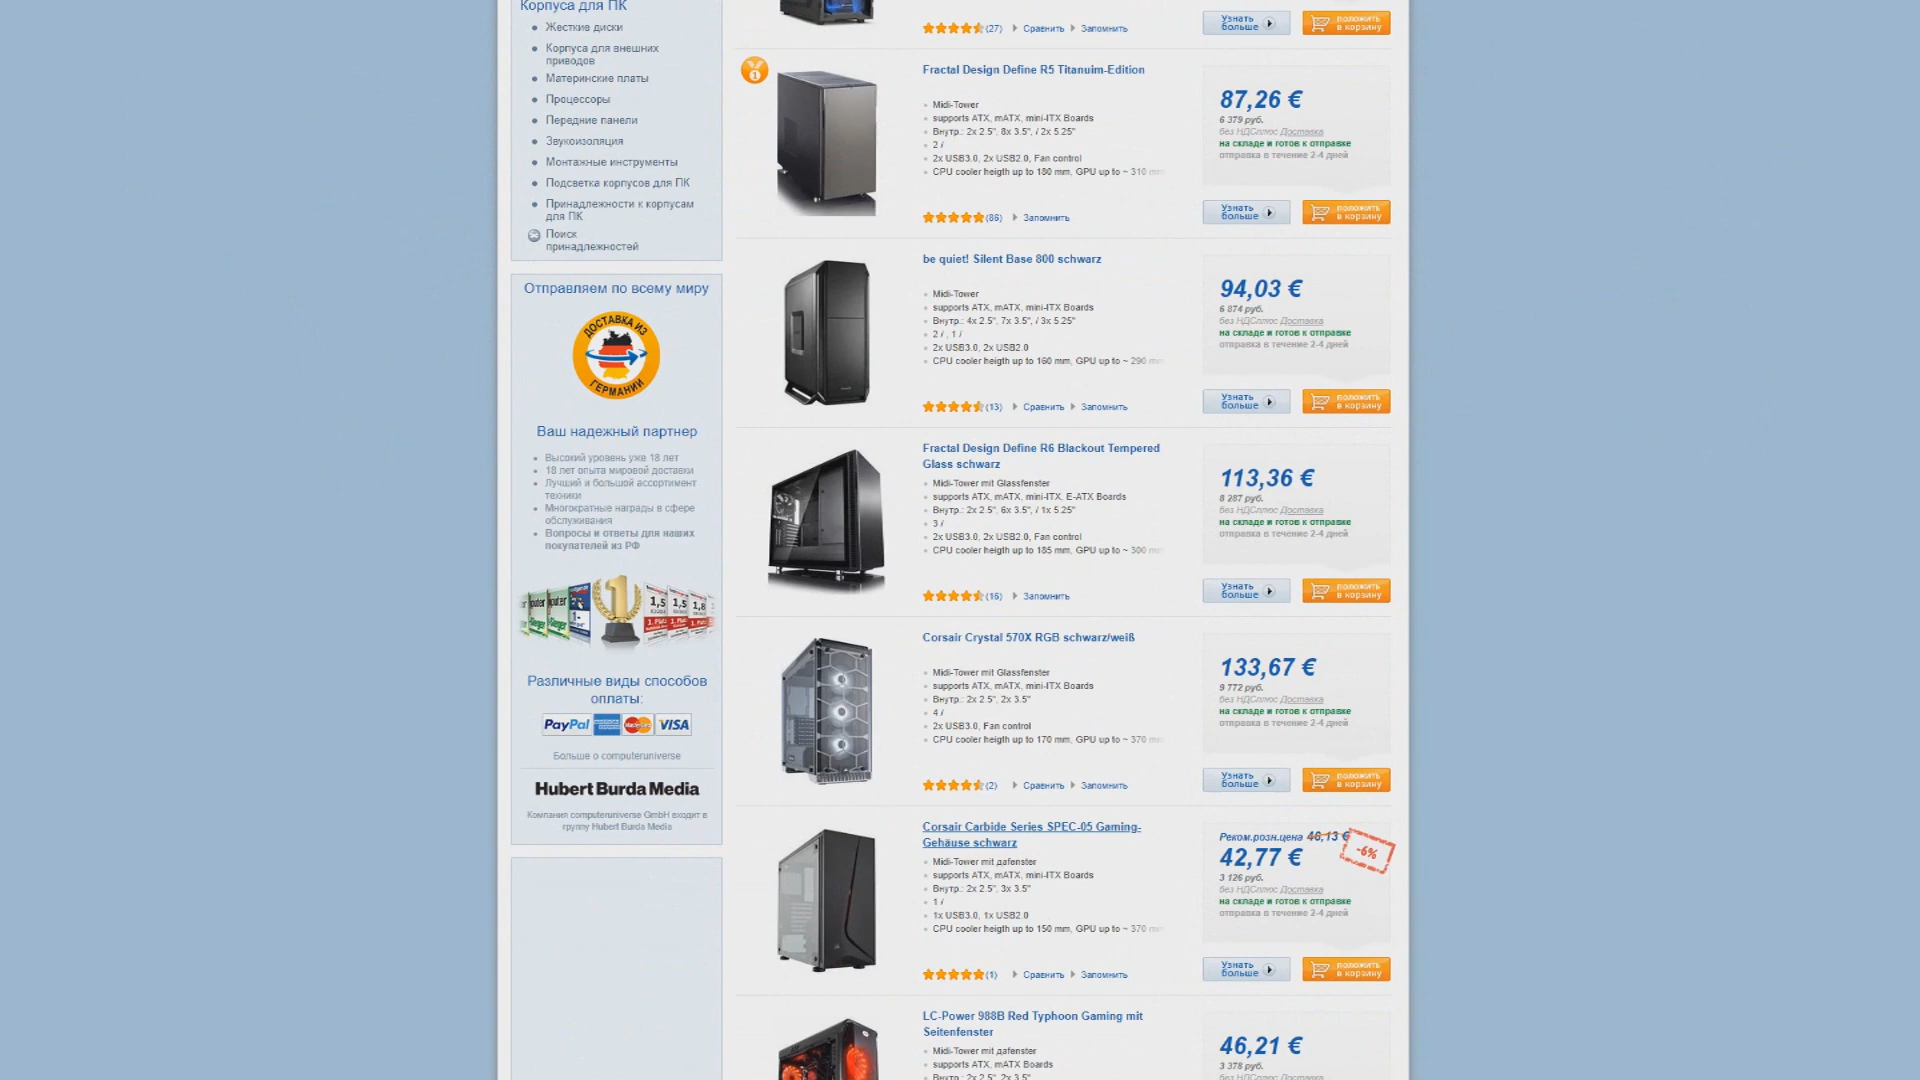 Корпуса для ПК
Жесткие диски
Корпуса для внешних
приводов
Материнские платы
Процессоры
Передние панели
Звукоизоляция
Монтажные инструменты
Подсветка корпусов для ПК
Принадлежности к корпусам
для ПК
Поиск
принадлежностей
Отправляем по всему миру
ДОСТАВКА ИЗ
ГЕРМАНИИ
Ваш надежный партнер
Высокий уровень уже 18 лет
18 лет опыта мировой доставки
Лучший и большой ассортимент
техники
Многократные награды в сфере
обслуживания
Вопросы и ответы для наших
покупателей из РФ
Различные виды способов
оплаты:
PayPal
MasterCard
VISA
Больше о computeruniverse
Hubert Burda Media
Компания computeruniverse GmbH входит в
группу Hubert Burda Media
(27) Сравнить Запомнить
Узнать
больше
положить
в корзину
1
Fractal Design Define R5 Titanuim-Edition
Midi-Tower
supports ATX, mATX, mini-ITX Boards
Внутр.: 2x 2.5", 8x 3.5", / 2x 5.25"
2 /
2x USB3.0, 2x USB2.0, Fan control
CPU cooler heigth up to 180 mm, GPU up to ~ 310 mm
(86) Запомнить
87,26 €
6 379 руб.
без НДСплюс Доставка
на складе и готов к отправке
отправка в течение 2-4 дней
Узнать
больше
положить
в корзину
be quiet! Silent Base 800 schwarz
Midi-Tower
supports ATX, mATX, mini-ITX Boards
Внутр.: 4x 2.5", 7x 3.5", / 3x 5.25"
2 / , 1 /
2x USB3.0, 2x USB2.0
CPU cooler heigth up to 160 mm, GPU up to ~ 290 mm
(13) Сравнить Запомнить
94,03 €
6 874 руб.
без НДСплюс Доставка
на складе и готов к отправке
отправка в течение 2-4 дней
Узнать
больше
положить
в корзину
Fractal Design Define R6 Blackout Tempered
Glass schwarz
Midi-Tower mit Glassfenster
supports ATX, mATX, mini-ITX, E-ATX Boards
Внутр.: 2x 2.5", 6x 3.5", / 1x 5.25"
3 /
2x USB3.0, 2x USB2.0, Fan control
CPU cooler heigth up to 185 mm, GPU up to ~ 300 mm
(16) Запомнить
113,36 €
8 287 руб.
без НДСплюс Доставка
на складе и готов к отправке
отправка в течение 2-4 дней
Узнать
больше
положить
в корзину
Corsair Crystal 570X RGB schwarz/weiß
Midi-Tower mit Glassfenster
supports ATX, mATX, mini-ITX Boards
Внутр.: 2x 2.5", 2x 3.5"
4 /
2x USB3.0, Fan control
CPU cooler heigth up to 170 mm, GPU up to ~ 370 mm
(2) Сравнить Запомнить
133,67 €
9 772 руб.
без НДСплюс Доставка
на складе и готов к отправке
отправка в течение 2-4 дней
Узнать
больше
положить
в корзину
Corsair Carbide Series SPEC-05 Gaming-
Gehäuse schwarz
Midi-Tower mit дafenster
supports ATX, mATX, mini-ITX Boards
Внутр.: 2x 2.5", 3x 3.5"
1 /
1x USB3.0, 1x USB2.0
CPU cooler heigth up to 150 mm, GPU up to ~ 370 mm
(1) Сравнить Запомнить
Реком.розн.цена 46,13 €
-6%
42,77 €
3 126 руб.
без НДСплюс Доставка
на складе и готов к отправке
отправка в течение 2-4 дней
Узнать
больше
положить
в корзину
LC-Power 988B Red Typhoon Gaming mit
Seitenfenster
Midi-Tower mit дafenster
supports ATX, mATX Boards
Внутр.: 2x 2.5", 2x 3.5"
46,21 €
3 378 руб.